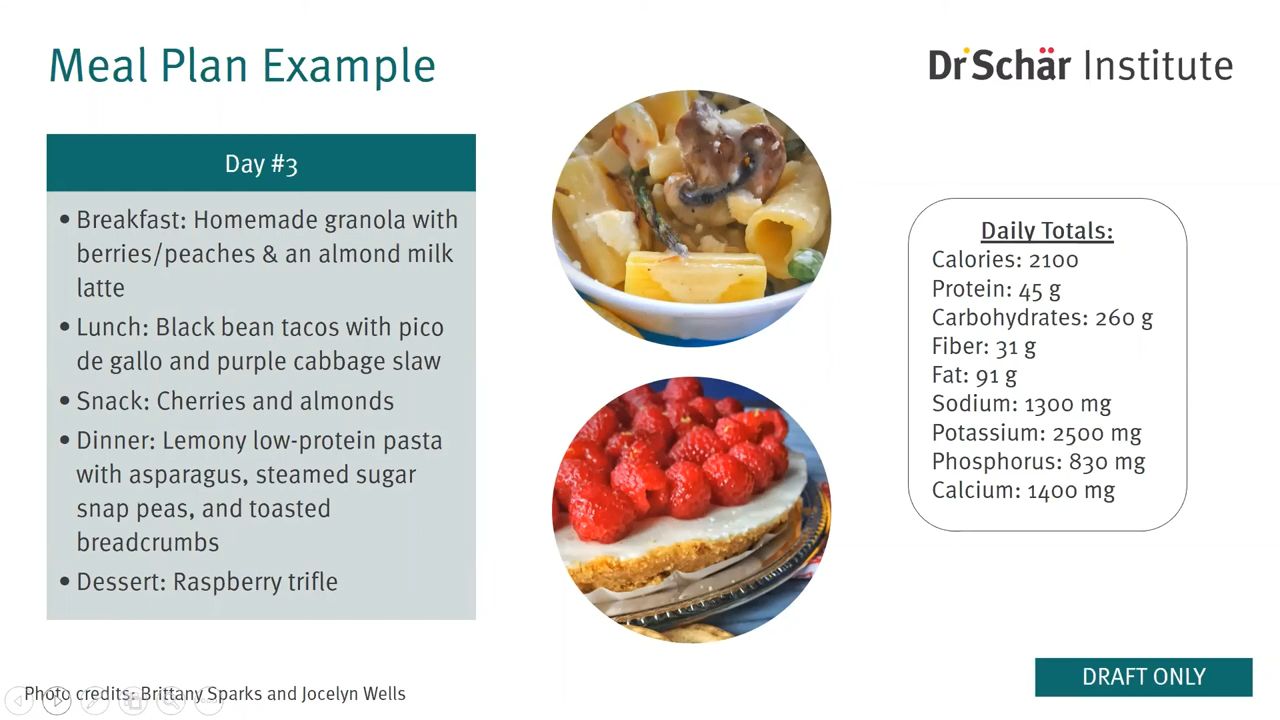 Meal Plan Example
Dr Schär Institute
Day #3
• Breakfast: Homemade granola with
berries/peaches & an almond milk
latte
• Lunch: Black bean tacos with pico
de gallo and purple cabbage slaw
• Snack: Cherries and almonds
• Dinner: Lemony low-protein pasta
with asparagus, steamed sugar
snap peas, and toasted
breadcrumbs
• Dessert: Raspberry trifle
Daily Totals:
Calories: 2100
Protein: 45 g
Carbohydrates: 260 g
Fiber: 31 g
Fat: 91 g
Sodium: 1300 mg
Potassium: 2500 mg
Phosphorus: 830 mg
Calcium: 1400 mg
Photo credits: Brittany Sparks and Jocelyn Wells
DRAFT ONLY